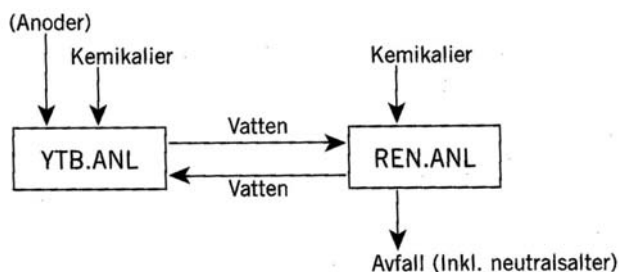 (Anoder)
Kemikalier
Kemikalier
Vatten
YTB.ANL
REN.ANL
Vatten
Avfall (Inkl. neutralsalter)